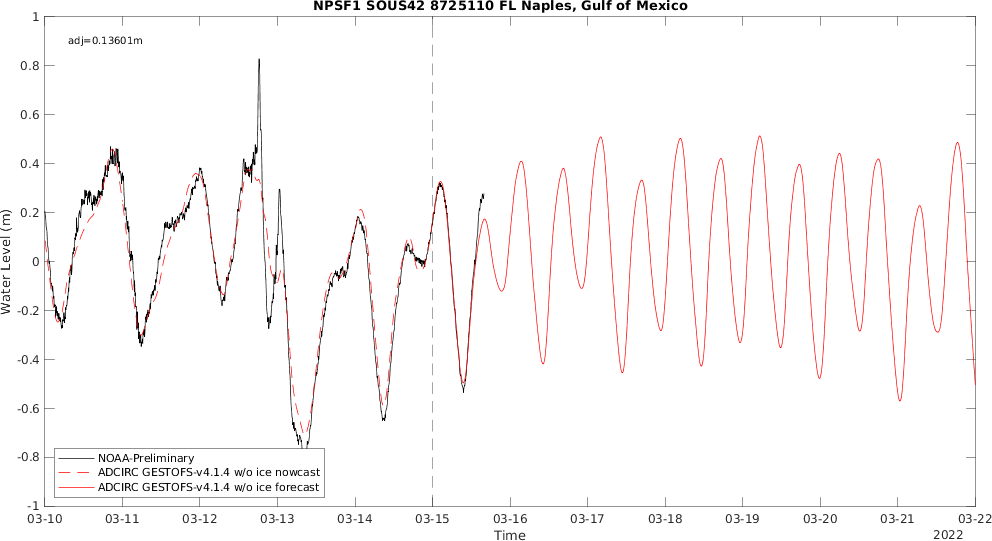 NPSF1 SOUS42 8725110 FL Naples, Gulf of Mexico
adj=0.13601m
Water Level (m)
1
0.8
0.6
0.4
0.2
0
-0.2
-0.4
-0.6
-0.8
-1
NOAA-Preliminary
ADCIRC GESTOFS-v4.1.4 w/o ice nowcast
ADCIRC GESTOFS-v4.1.4 w/o ice forecast
03-10 03-11 03-12 03-13 03-14 03-15 03-16 03-17 03-18 03-19 03-20 03-21 03-22
Time
2022